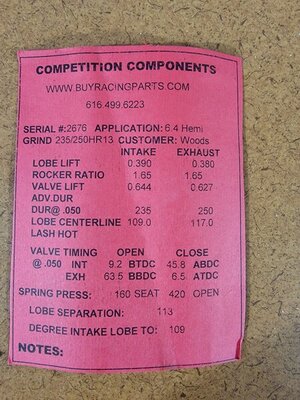 COMPETITION COMPONENTS
WWW.BUYRACINGPARTS.COM
616.499.6223
SERIAL #:2676 APPLICATION: 6.4 Hemi
GRIND 235/250HR13 CUSTOMER: Woods
INTAKE EXHAUST
LOBE LIFT 0.390 0.380
ROCKER RATIO 1.65 1.65
VALVE LIFT 0.644 0.627
ADV.DUR
DUR@ .050 235 250
LOBE CENTERLINE 109.0 117.0
LASH HOT
VALVE TIMING OPEN CLOSE
@ .050 INT 9.2 BTDC 45.8 ABDC
EXH 63.5 BBDC 6.5 ATDC
SPRING PRESS: 160 SEAT 420 OPEN
LOBE SEPARATION: 113
DEGREE INTAKE LOBE TO: 109
NOTES: